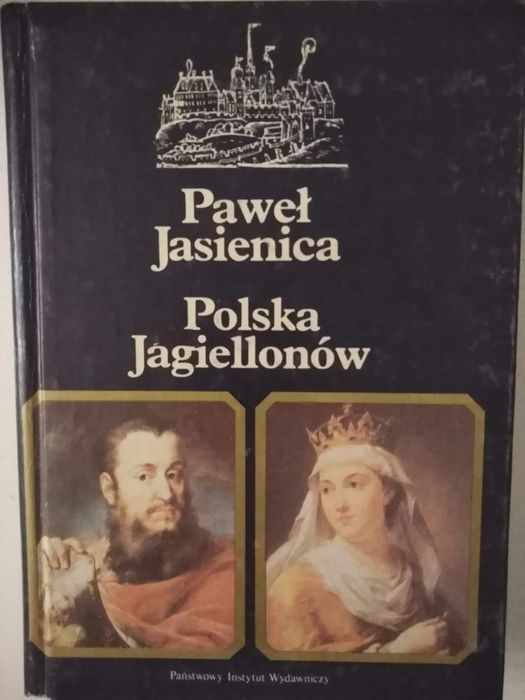 Paweł
Jasienica
Polska
Jagiellonów
Państwowy Instytut Wydawniczy